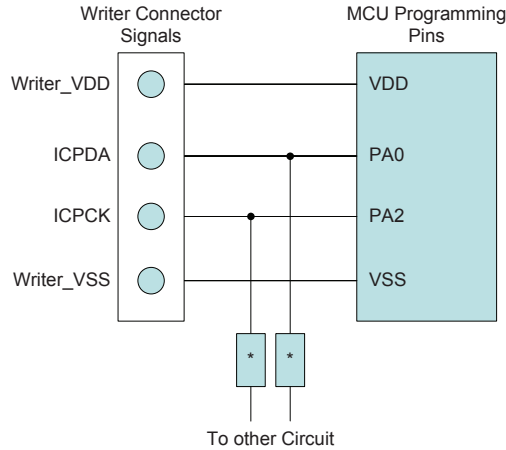 Writer Connector
Signals
MCU Programming
Pins
Writer_VDD
VDD
ICPDA
PA0
ICPCK
PA2
Writer_VSS
VSS
* *
To other Circuit